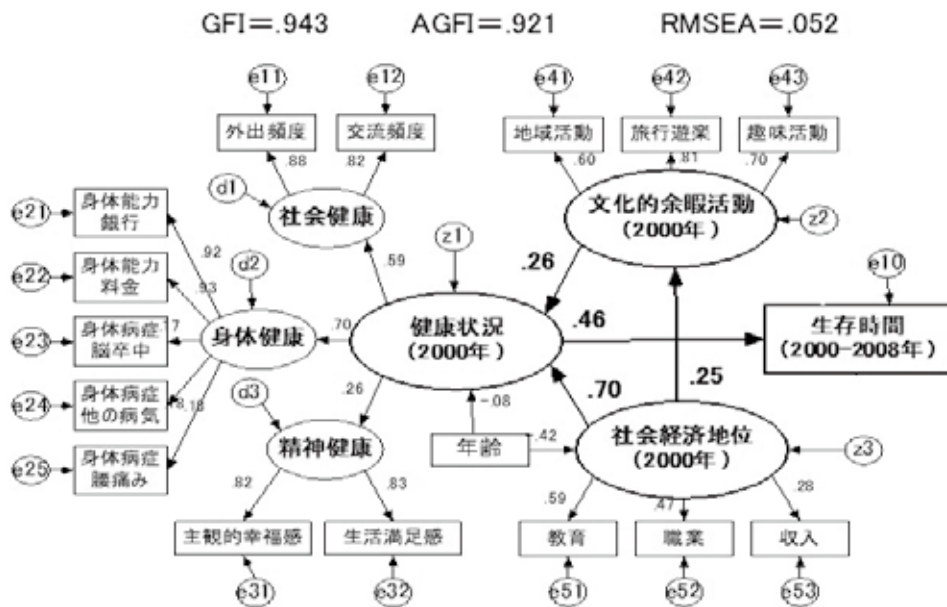 GFI=.943 AGFI=.921 RMSEA=.052
e11
e12
e41
e42
e43
外出頻度
交流頻度
地域活動
旅行遊楽
趣味活動
.88
.82
.60
.81
.70
d1
社会健康
文化的余暇活動
(2000年)
z2
e21
身体能力
銀行
z1
.59
.26
e10
e22
身体能力
料金
.92
.93
d2
e23
身体病症
脳卒中
身体健康
.70
健康状況
(2000年)
.46
生存時間
(2000-2008年)
.25
.70
e24
身体病症
他の病気
.18
.26
d3
-.08
年齢
-.42
社会経済地位
(2000年)
z3
e25
身体病症
腰痛み
精神健康
.82
.83
.59
.47
.28
主観的幸福感
生活満足感
教育
職業
収入
e31
e32
e51
e52
e53